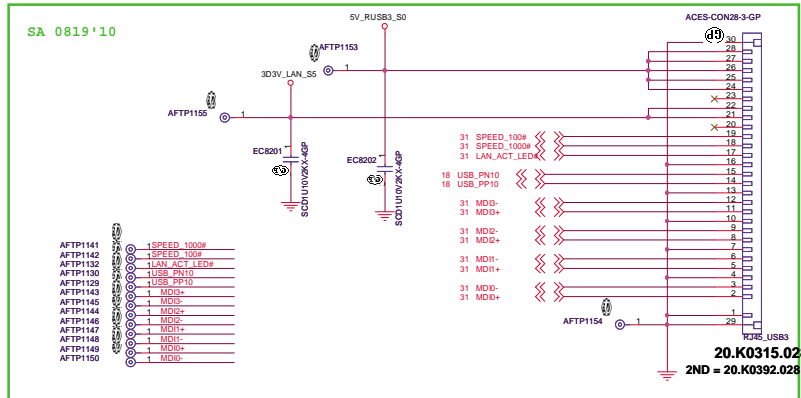 SA 0819'10
5V_RUSB3_S0
ACES-CON28-3-GP
AFTP1153
1
3D3V_LAN_S5
AFTP1155
1
EC8201
SCD1U10V2KX-4GP
EC8202
SCD1U10V2KX-4GP
1
1
30
28
27
26
25
24
23
22
21
20
31 SPEED_100# 19
31 SPEED_1000# 18
31 LAN_ACT_LED# 17
16
18 USB_PN10 15
18 USB_PP10 14
13
31 MDI3- 12
31 MDI3+ 11
10
31 MDI2- 9
31 MDI2+ 8
7
31 MDI1- 6
31 MDI1+ 5
4
31 MDI0- 3
31 MDI0+ 2
1
29
AFTP1154 1
RJ45_USB3
20.K0315.02
2ND = 20.K0392.028
AFTP1141 1 SPEED_1000#
AFTP1142 1 SPEED_100#
AFTP1132 1 LAN_ACT_LED#
AFTP1130 1 USB_PN10
AFTP1129 1 USB_PP10
AFTP1143 1 MDI3+
AFTP1145 1 MDI3-
AFTP1144 1 MDI2+
AFTP1146 1 MDI2-
AFTP1147 1 MDI1+
AFTP1148 1 MDI1-
AFTP1149 1 MDI0+
AFTP1150 1 MDI0-